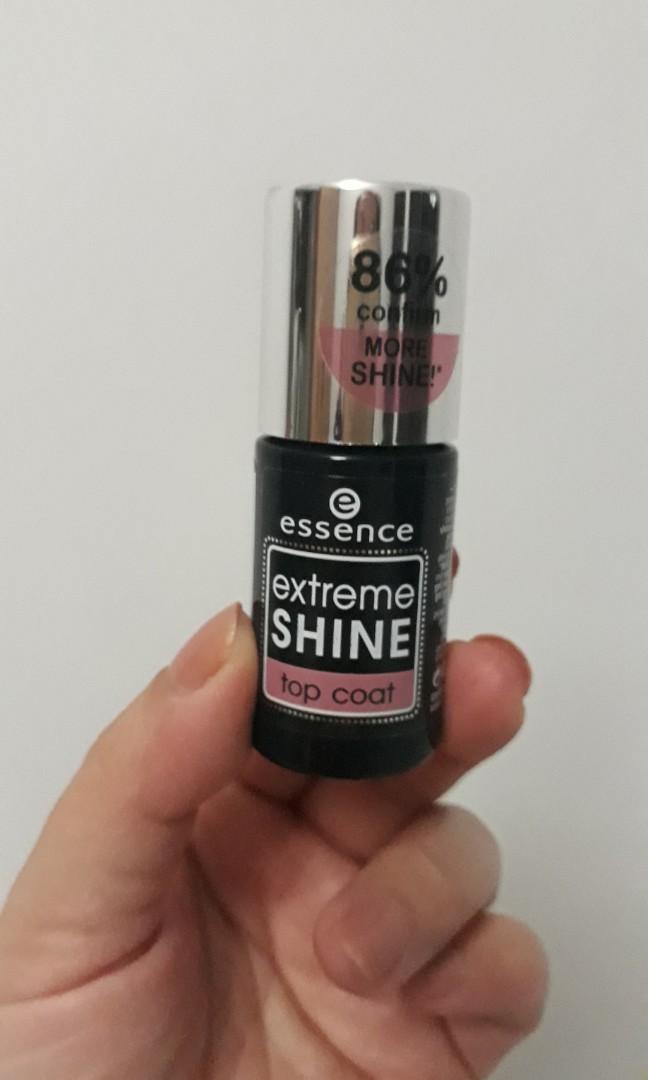 86%
confirm
MORE
SHINE!*
e
essence
extreme
SHINE
top coat